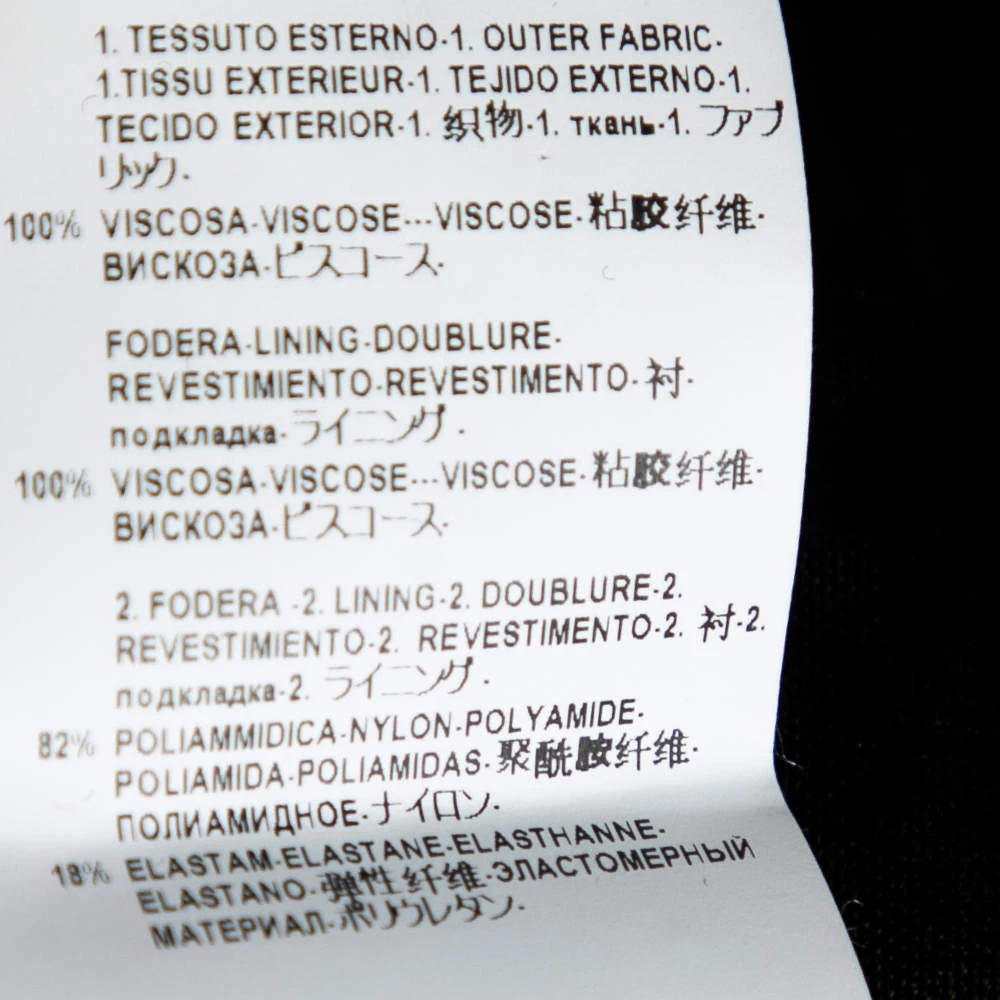 1. TESSUTO ESTERNO-1. OUTER FABRIC-
1.TISSU EXTERIEUR-1. TEJIDO EXTERNO-1.
TECIDO EXTERIOR-1. 织物-1. ткань-1. ファブ
リック-
100% VISCOSA-VISCOSE---VISCOSE-粘胶纤维-
ВИСКОЗА-ビスコース-
FODERA-LINING-DOUBLURE-
REVESTIMIENTO-REVESTIMENTO-衬-
подкладка-ライニング.
100% VISCOSA-VISCOSE---VISCOSE-粘胶纤维-
ВИСКОЗА-ビスコース-
2. FODERA -2. LINING-2. DOUBLURE-2.
REVESTIMIENTO-2. REVESTIMENTO-2. 衬-2.
подкладка-2. ライニング.
82% POLIAMMIDICA-NYLON-POLYAMIDE-
POLIAMIDA-POLIAMIDAS-聚酰胺纤维-
ПОЛИАМИДНОЕ-ナイロン-
18% ELASTAM-ELASTANE-ELASTHANNE-
ELASTANO-弹性纤维-ЭЛАСТОМЕРНЫЙ
МАТЕРИАЛ-ポリウレタン-